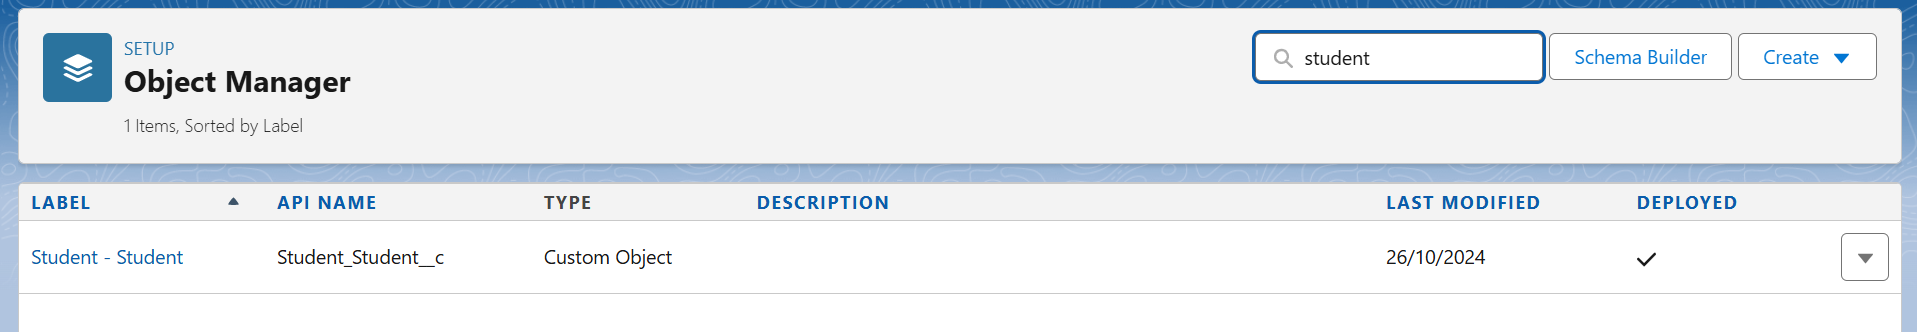 SETUP
Object Manager
1 Items, Sorted by Label
student
Schema Builder
Create
LABEL API NAME TYPE DESCRIPTION LAST MODIFIED DEPLOYED
Student - Student Student_Student__c Custom Object 26/10/2024